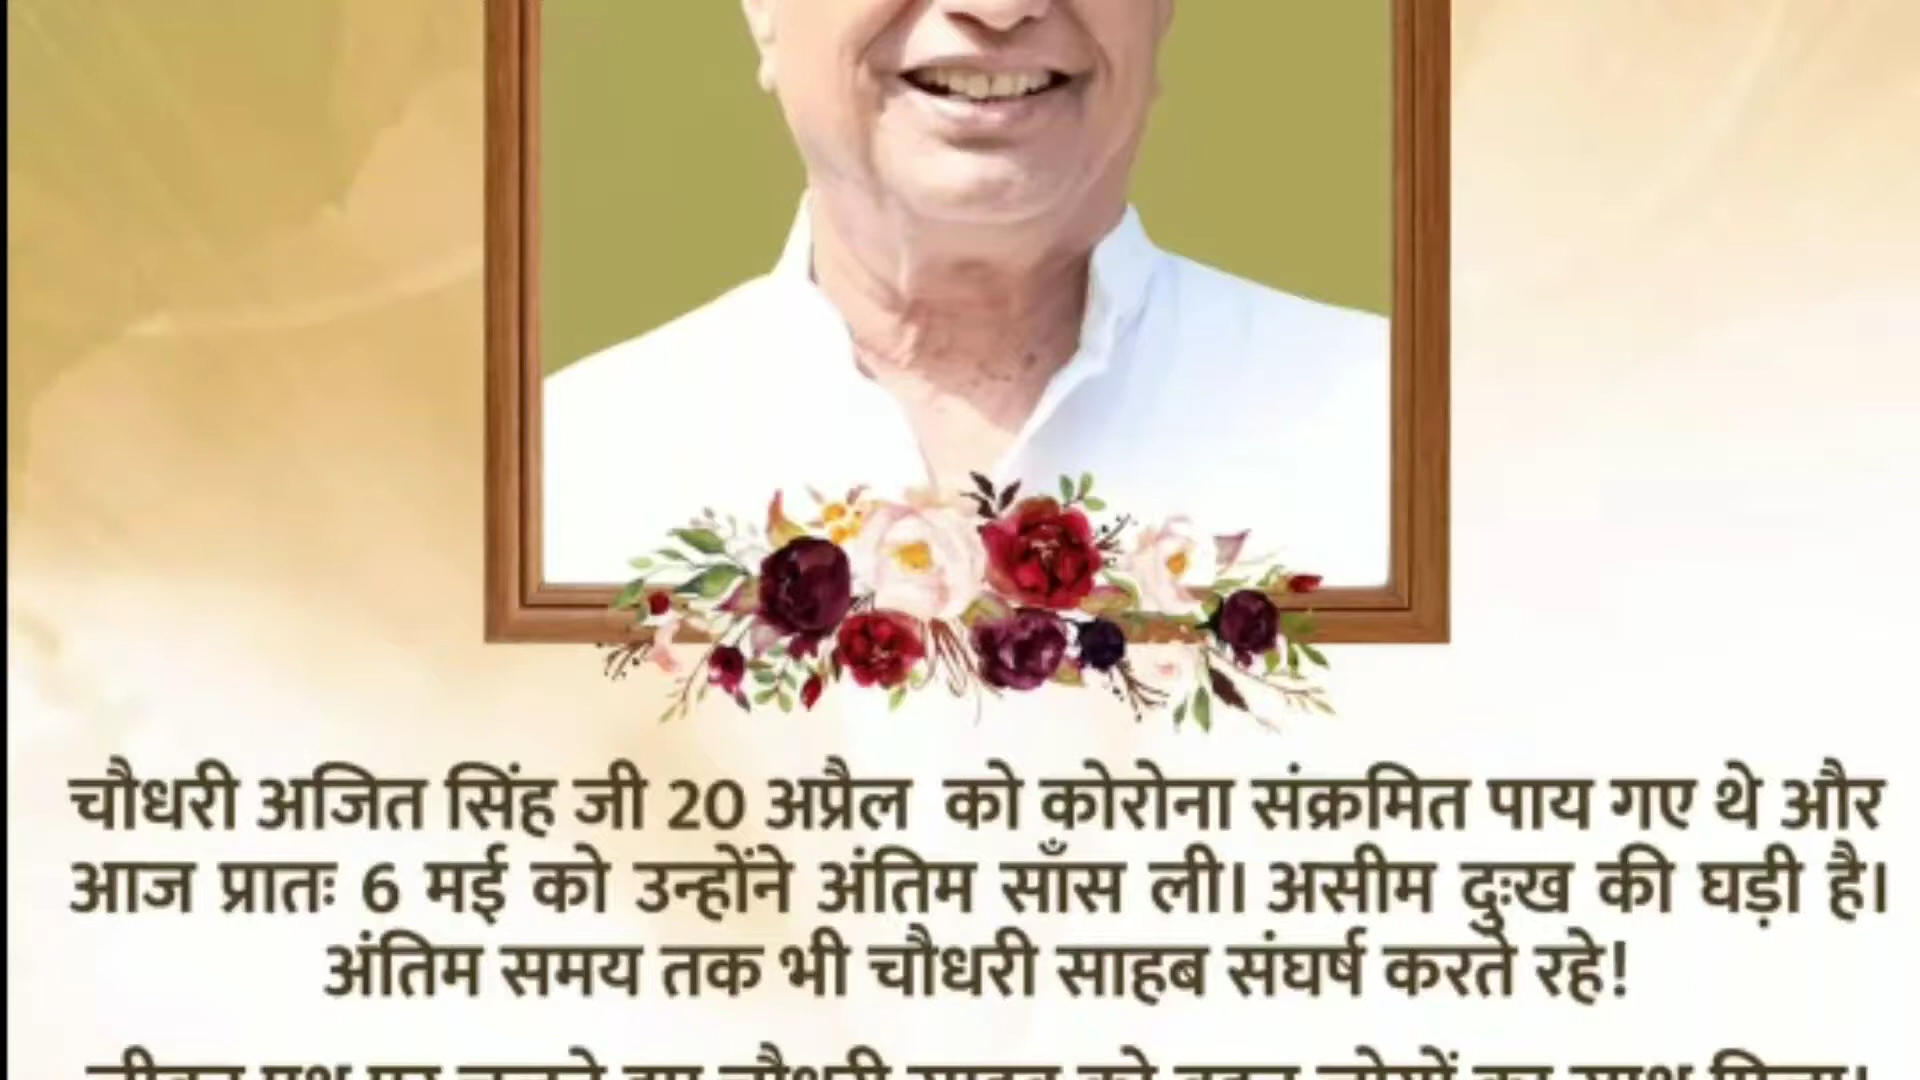 चौधरी अजित सिंह जी 20 अप्रैल को कोरोना संक्रमित पाय गए थे और
आज प्रातः 6 मई को उन्होंने अंतिम साँस ली। असीम दुःख की घड़ी है।
अंतिम समय तक भी चौधरी साहब संघर्ष करते रहे!